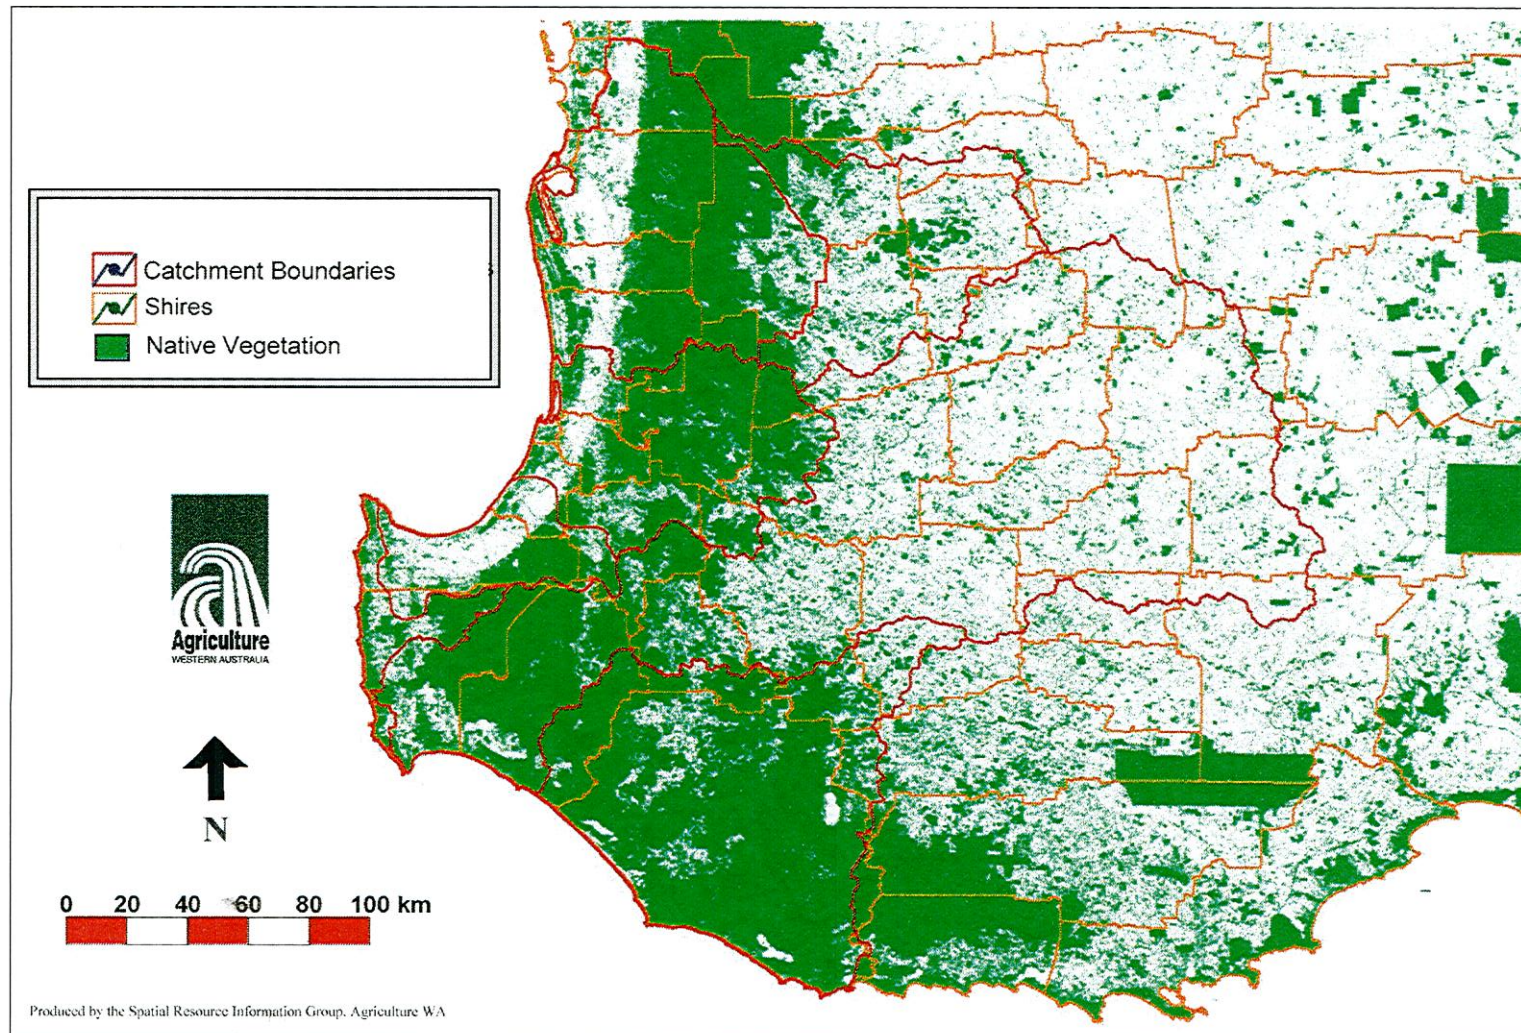 Catchment Boundaries
s
Shires
Native Vegetation
Agriculture
WESTERN AUSTRALIA
N
0 20 40 60 80 100 km
Produced by the Spatial Resource Information Group. Agriculture WA